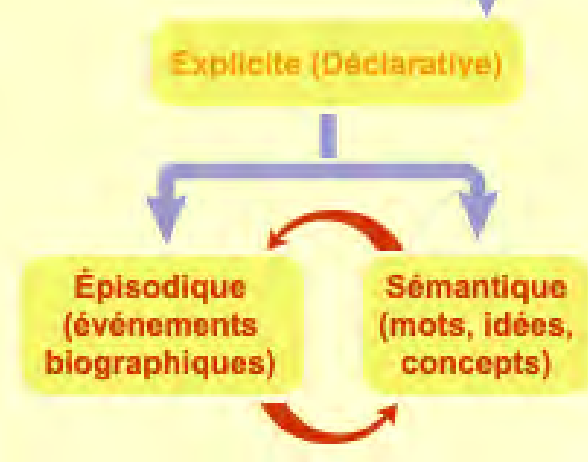 Explicite (Déclarative)
Épisodique
(événements
biographiques)
Sémantique
(mots, idées,
concepts)